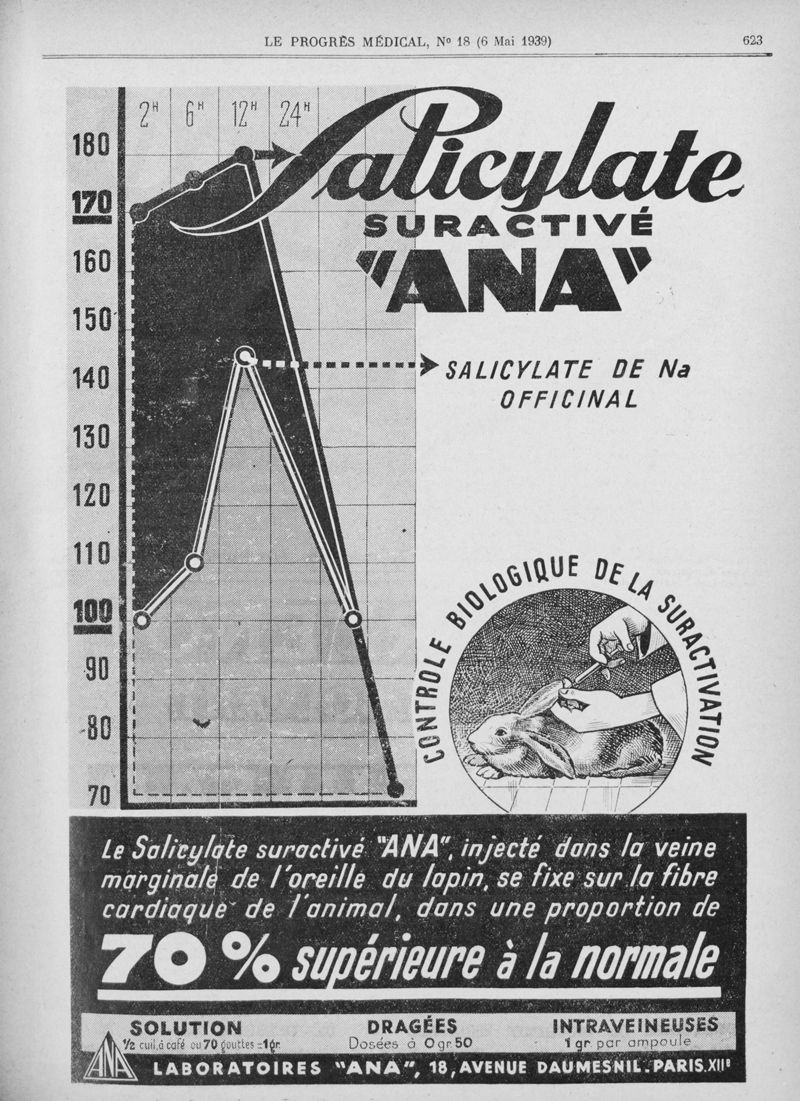 LE PROGRÈS MÉDICAL, Nº 18 (6 Mai 1939)
623
2H 6H 12H 24H
180
170
160
150
140
130
120
110
100
90
80
70
Salicylate
SURACTIVÉ
"ANA"
SALICYLATE DE Na
OFFICINAL
CONTROLE BIOLOGIQUE DE LA SURACTIVATION
Le Salicylate suractivé "ANA", injecté dans la veine
marginale de l'oreille du lapin, se fixe sur la fibre
cardiaque de l'animal, dans une proportion de
70 % supérieure à la normale
SOLUTION DRAGÉES INTRAVEINEUSES
½ cuil. à café ou 70 gouttes = 1gr. Dosées à 0gr.50 1 gr. par ampoule
ANA LABORATOIRES "ANA", 18, AVENUE DAUMESNIL. PARIS. XIIe